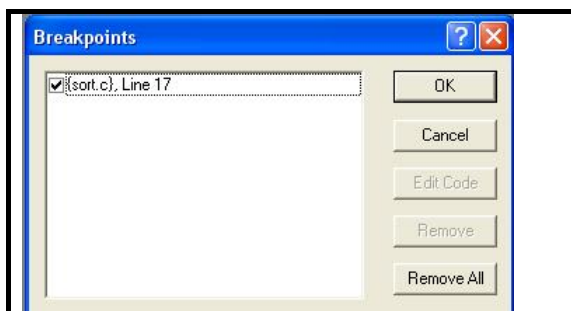 Breakpoints
{sort.c}, Line 17
OK
Cancel
Edit Code
Remove
Remove All